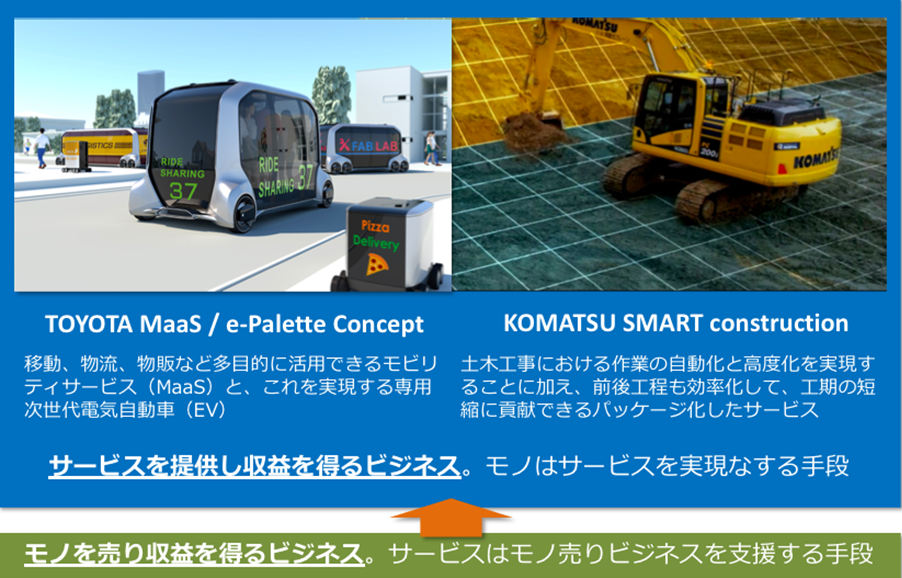 KOMATSU
LOGISTICS
RIDE
SHARING
37
RIDE
SHARING 37
FAB LAB
Pizza
Delivery
PC
200i
KOMATSU
TOYOTA MaaS / e-Palette Concept
移動、物流、物販など多目的に活用できるモビリ
ティサービス（MaaS）と、これを実現する専用
次世代電気自動車（EV）
KOMATSU SMART construction
土木工事における作業の自動化と高度化を実現す
ることに加え、前後工程も効率化して、工期の短
縮に貢献できるパッケージ化したサービス
サービスを提供し収益を得るビジネス。モノはサービスを実現なする手段
モノを売り収益を得るビジネス。サービスはモノ売りビジネスを支援する手段